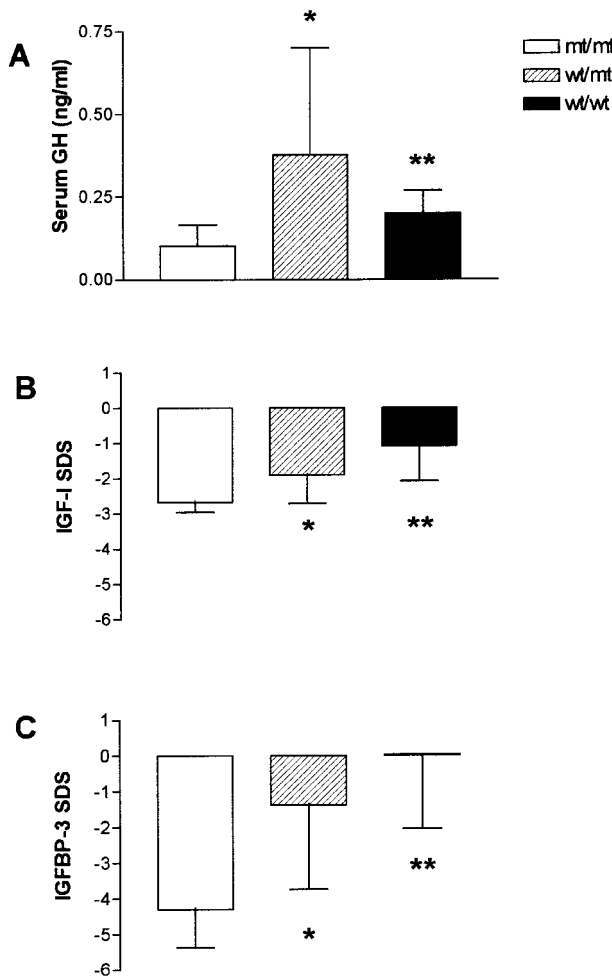 A
Serum GH (ng/ml)
0.75
0.50
0.25
0.00
*
**
mt/mt
wt/mt
wt/wt
B
IGF-I SDS
1
0
-1
-2
-3
-4
-5
-6
*
**
C
IGFBP-3 SDS
1
0
-1
-2
-3
-4
-5
-6
*
**